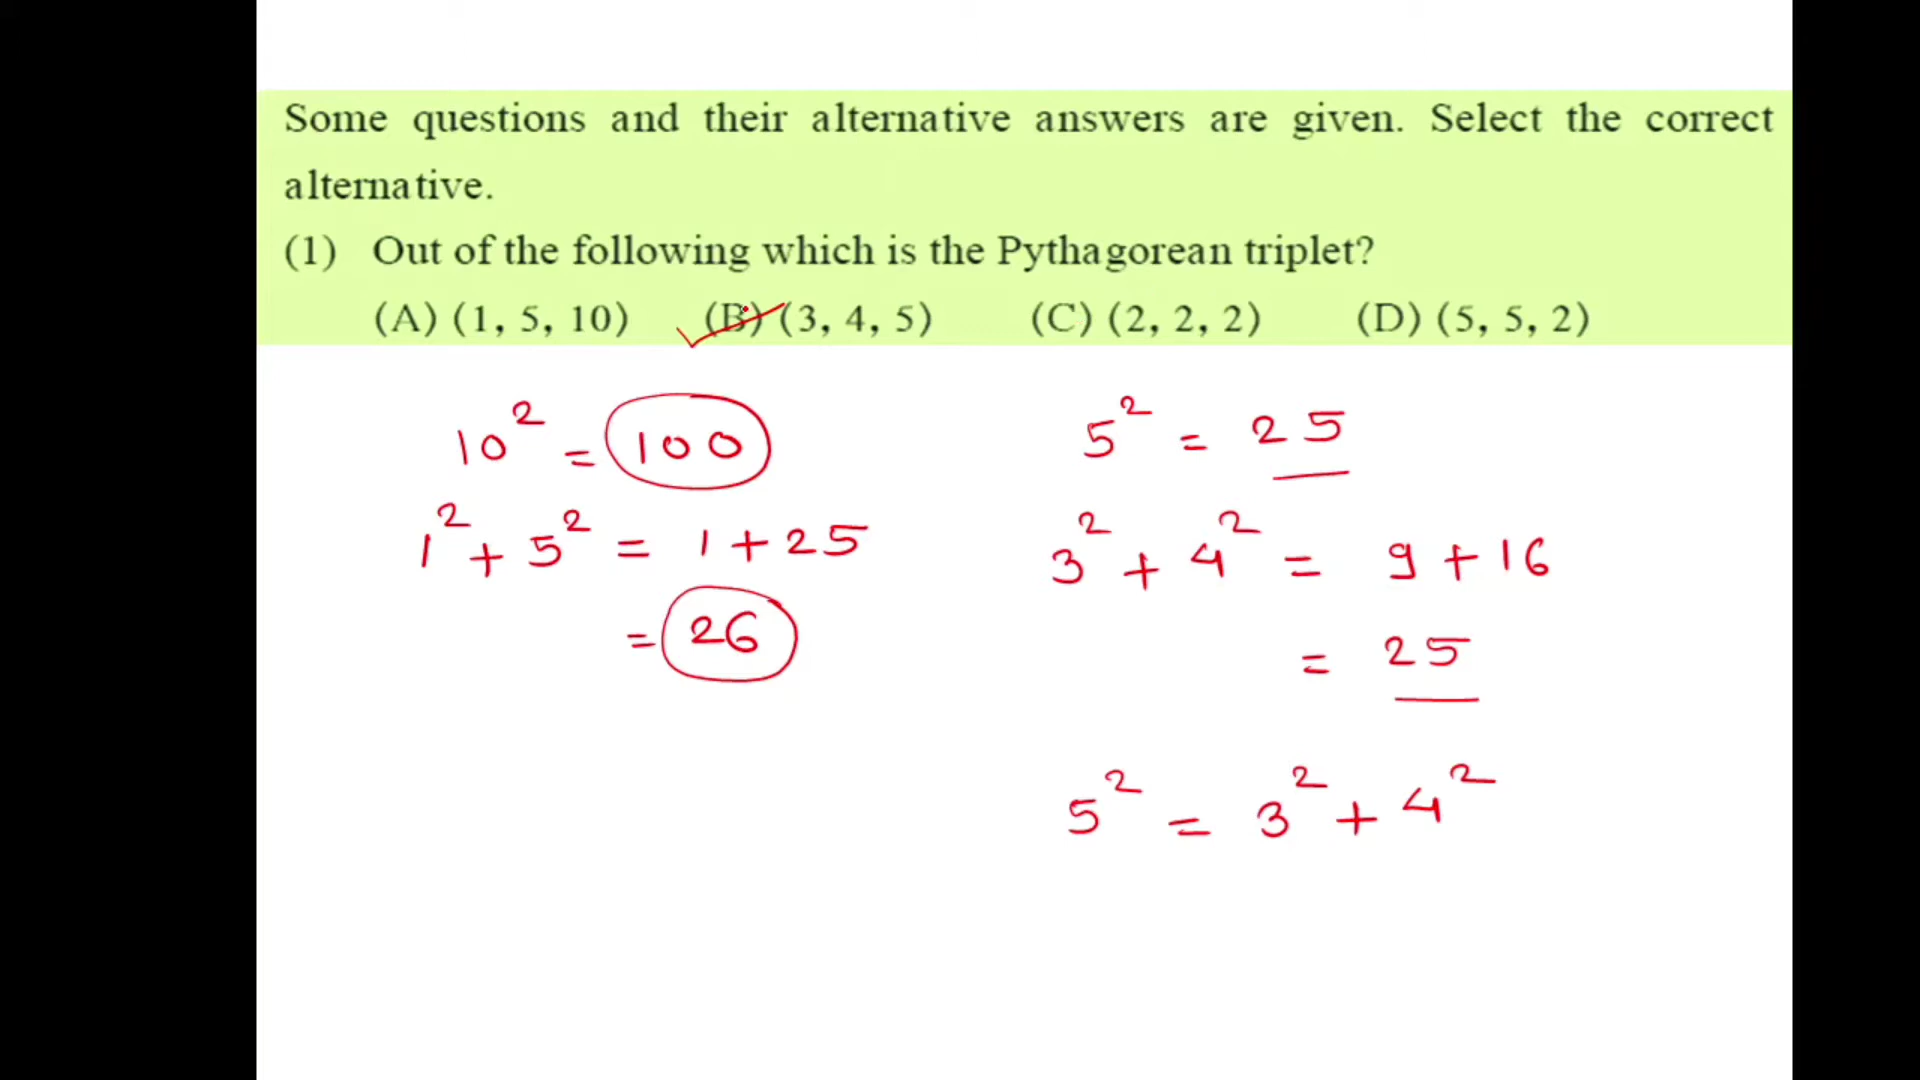 Some questions and their alternative answers are given. Select the correct
alternative.
(1) Out of the following which is the Pythagorean triplet?
(A) (1, 5, 10) (B) (3, 4, 5) (C) (2, 2, 2) (D) (5, 5, 2)
10² = 100
1² + 5² = 1 + 25
= 26
5² = 25
3² + 4² = 9 + 16
= 25
5² = 3² + 4²